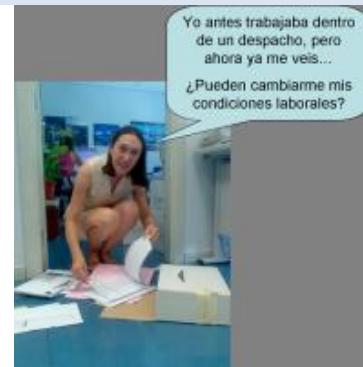 Yo antes trabajaba dentro
de un despacho, pero
ahora ya me veis...
¿Pueden cambiarme mis
condiciones laborales?